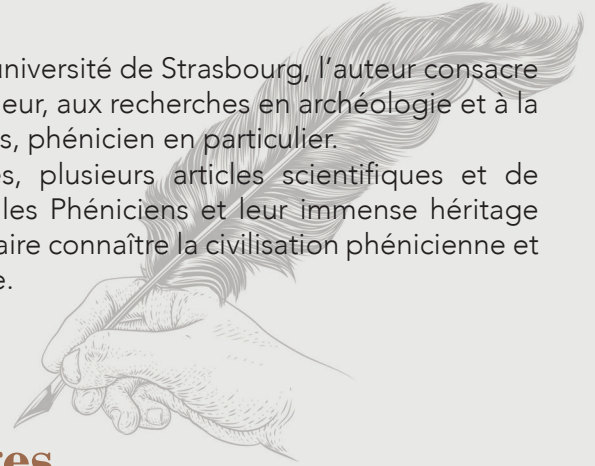 université de Strasbourg, l’auteur consacre
eur, aux recherches en archéologie et à la
s, phénicien en particulier.
es, plusieurs articles scientifiques et de
les Phéniciens et leur immense héritage
aire connaître la civilisation phénicienne et
e.
res